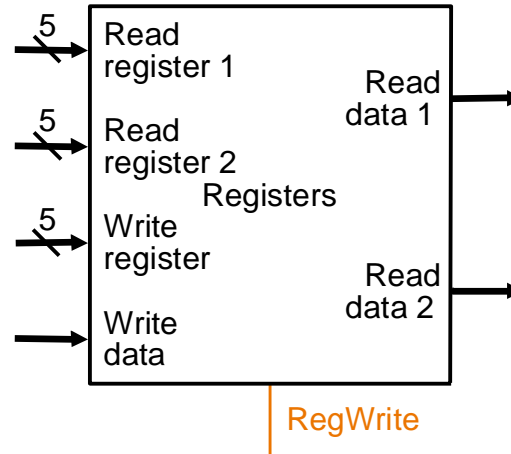 5
Read
register 1
5
Read
register 2
5
Write
register
Write
data
Registers
Read
data 1
Read
data 2
RegWrite